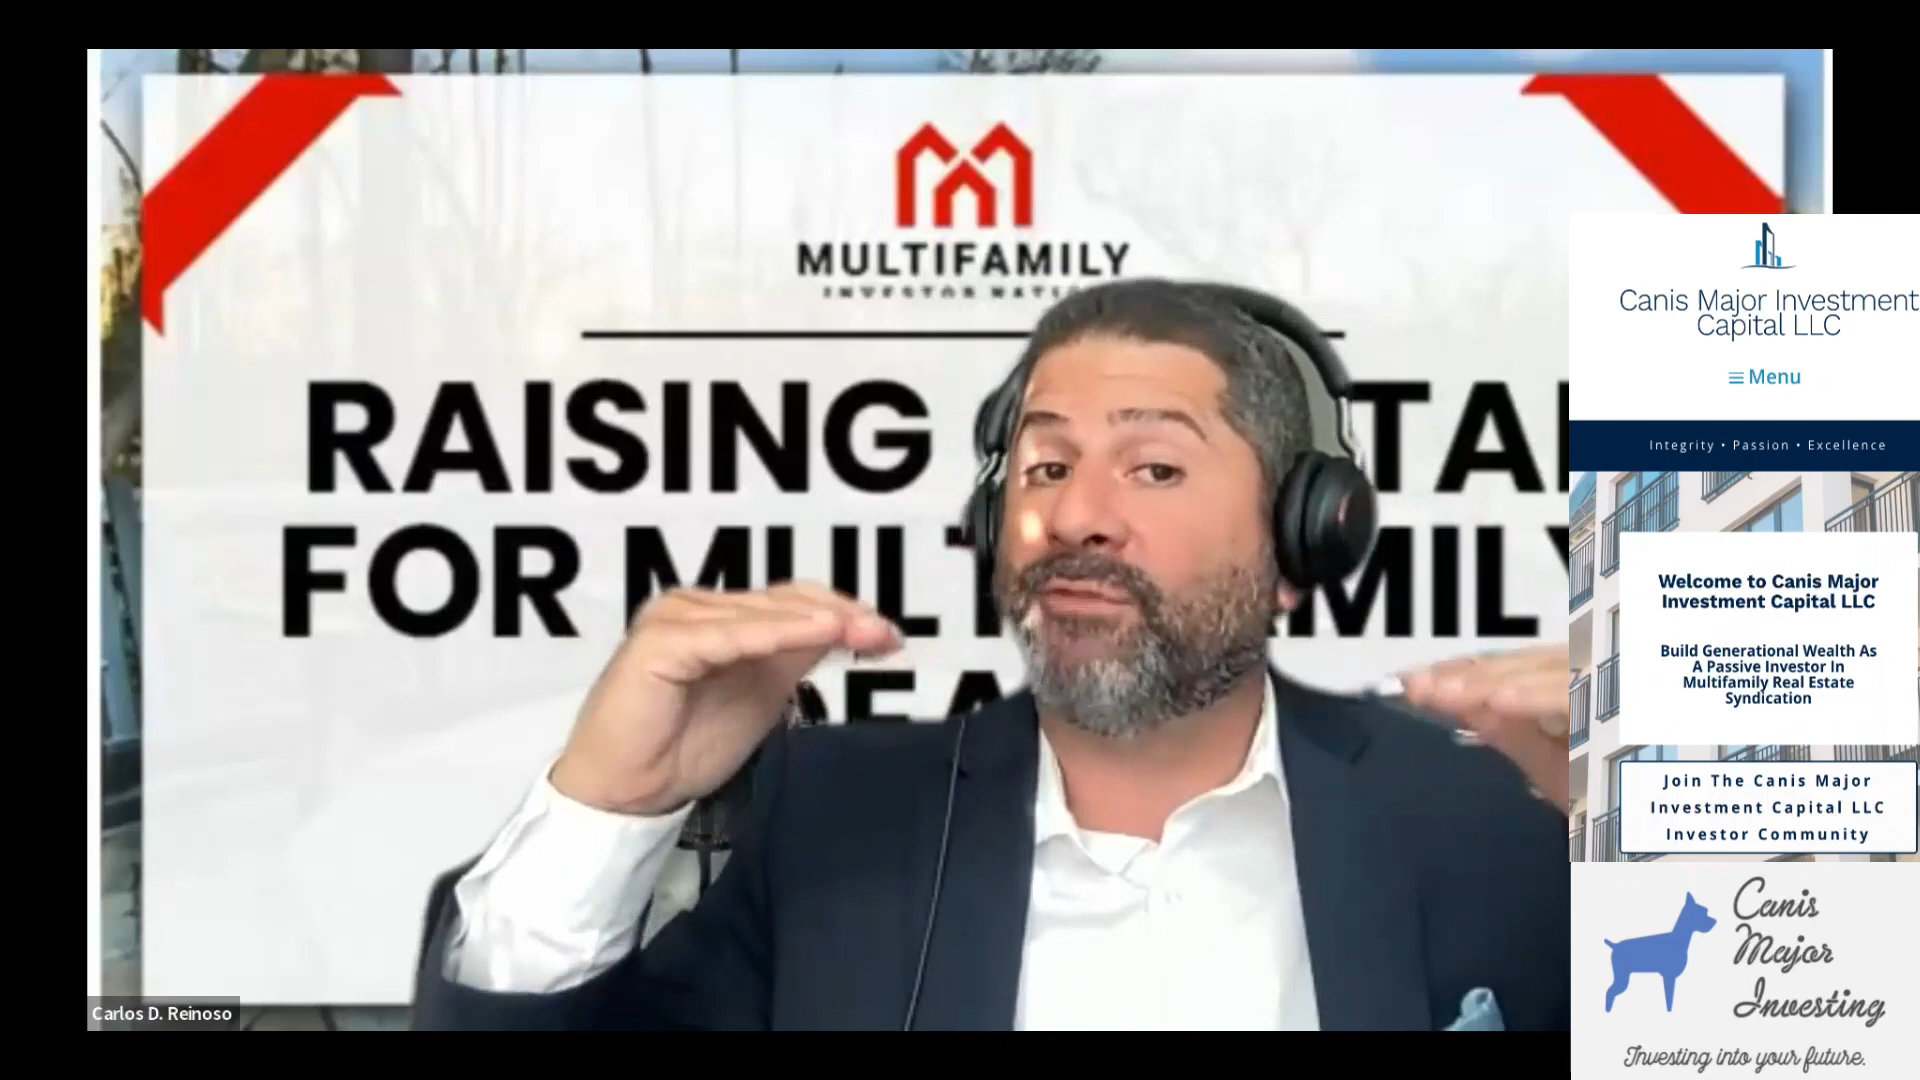 MULTIFAMILY
INVESTOR
RAISING
FOR
Carlos D. Reinoso
Canis Major Investment
Capital LLC
Menu
Integrity • Passion • Excellence
Welcome to Canis Major
Investment Capital LLC
Build Generational Wealth As
A Passive Investor In
Multifamily Real Estate
Syndication
Join The Canis Major
Investment Capital LLC
Investor Community
Canis
Major
Investing
Investing into your future.